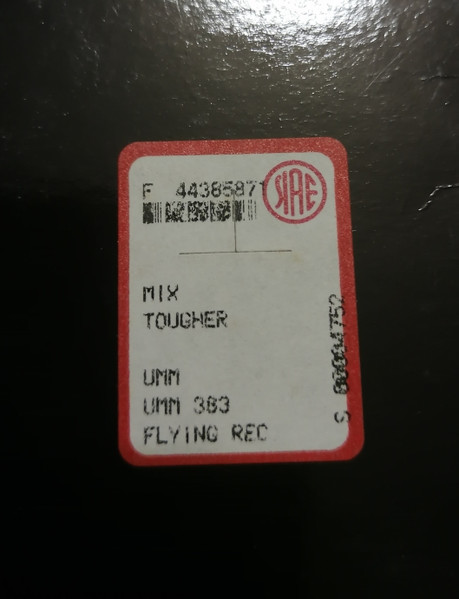 F 44385871
SIAE
MIX
TOUGHER
UMM
UMM 383
FLYING REC